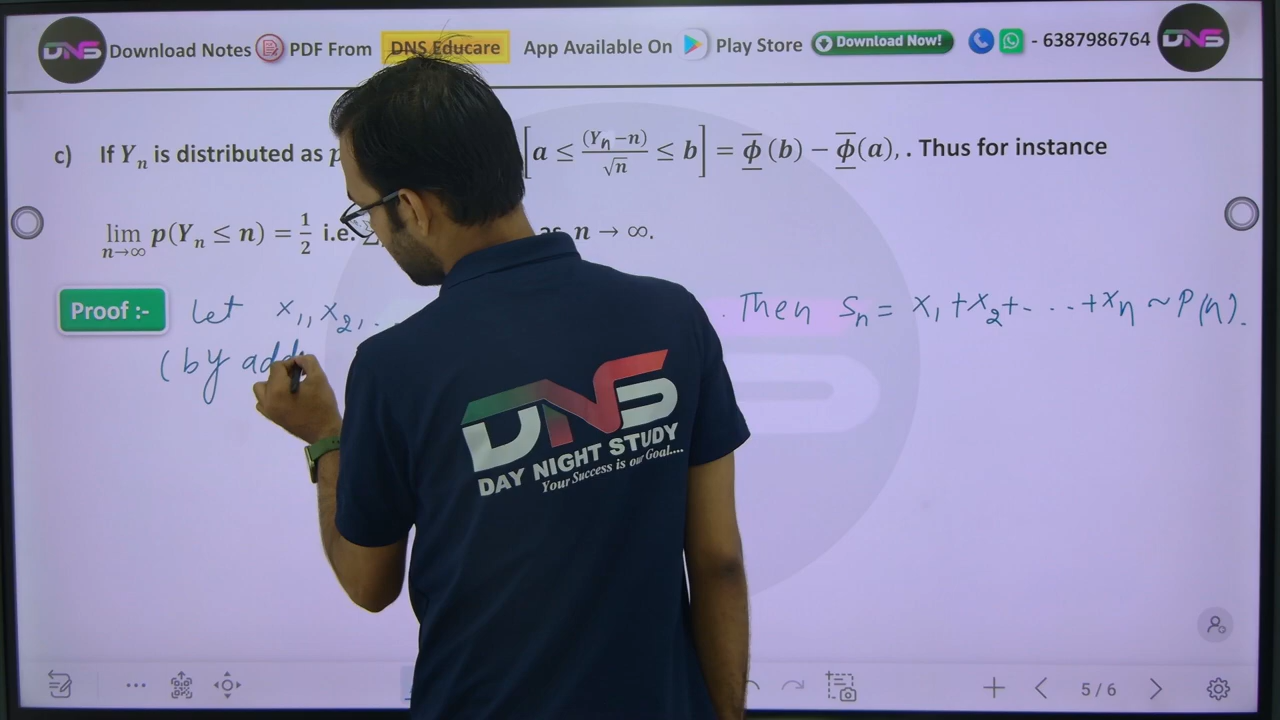 DNS Download Notes PDF From DNS Educare App Available On Play Store Download Now! - 6387986764 DNS
c) If Yₙ is distributed as [a ≤ (Yₙ−n)/√n ≤ b] = Φ̲̅(b) − Φ̲̅(a), . Thus for instance
lim n→∞ p(Yₙ ≤ n) = 1/2 i.e. n → ∞.
Proof :- Let x₁, x₂, . . Then Sₙ = x₁ + x₂ + - . . . + xₙ ~ P(n).
(by add
DNS
DAY NIGHT STUDY
Your Success is our Goal....
5 / 6